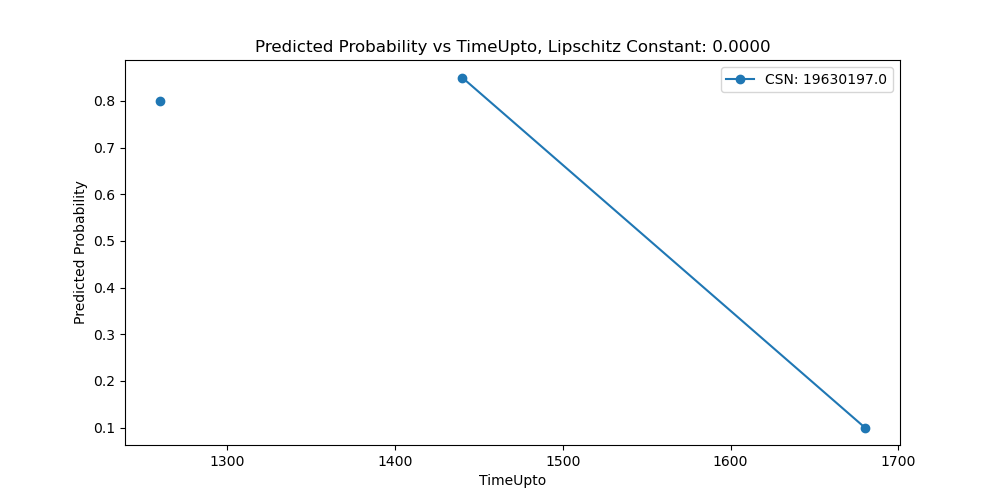 Predicted Probability vs TimeUpto, Lipschitz Constant: 0.0000
CSN: 19630197.0
Predicted Probability
0.8
0.7
0.6
0.5
0.4
0.3
0.2
0.1
1300 1400 1500 1600 1700
TimeUpto